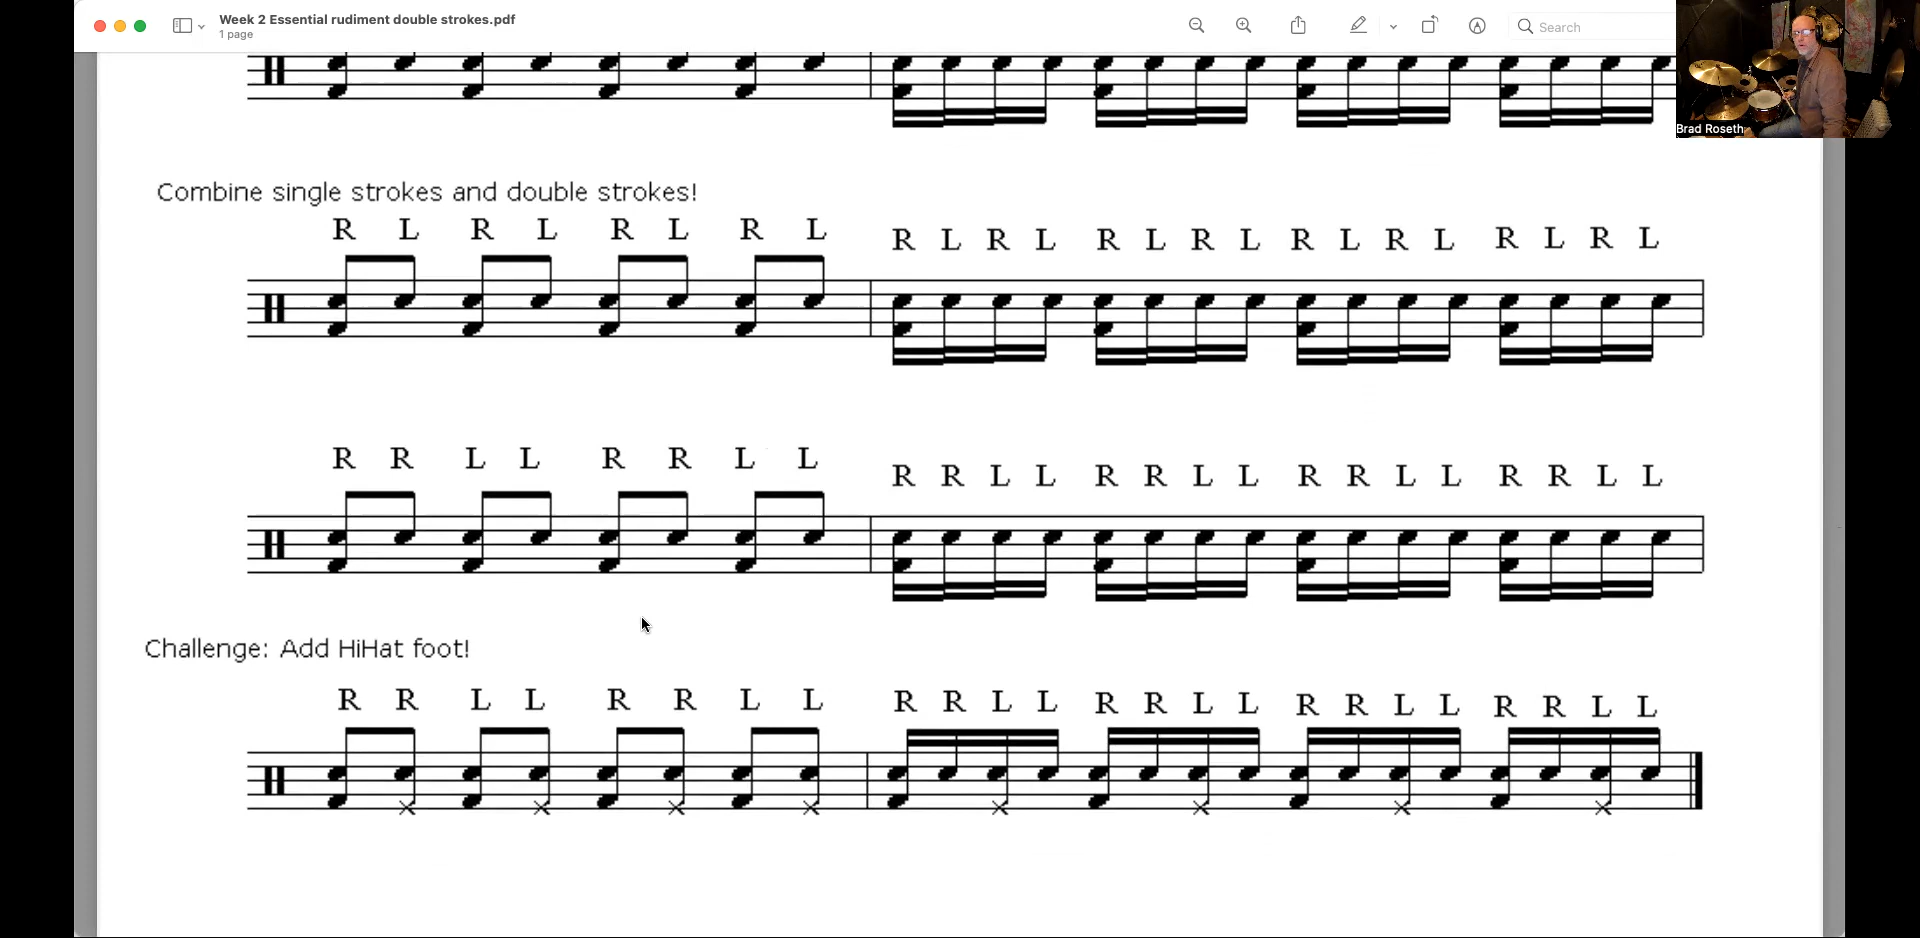 Week 2 Essential rudiment double strokes.pdf
1 page
Search
Brad Roseth
Combine single strokes and double strokes!
R L R L R L R L R L R L R L R L R L R L R L R L
R R L L R R L L R R L L R R L L R R L L R R L L
Challenge: Add HiHat foot!
R R L L R R L L R R L L R R L L R R L L R R L L